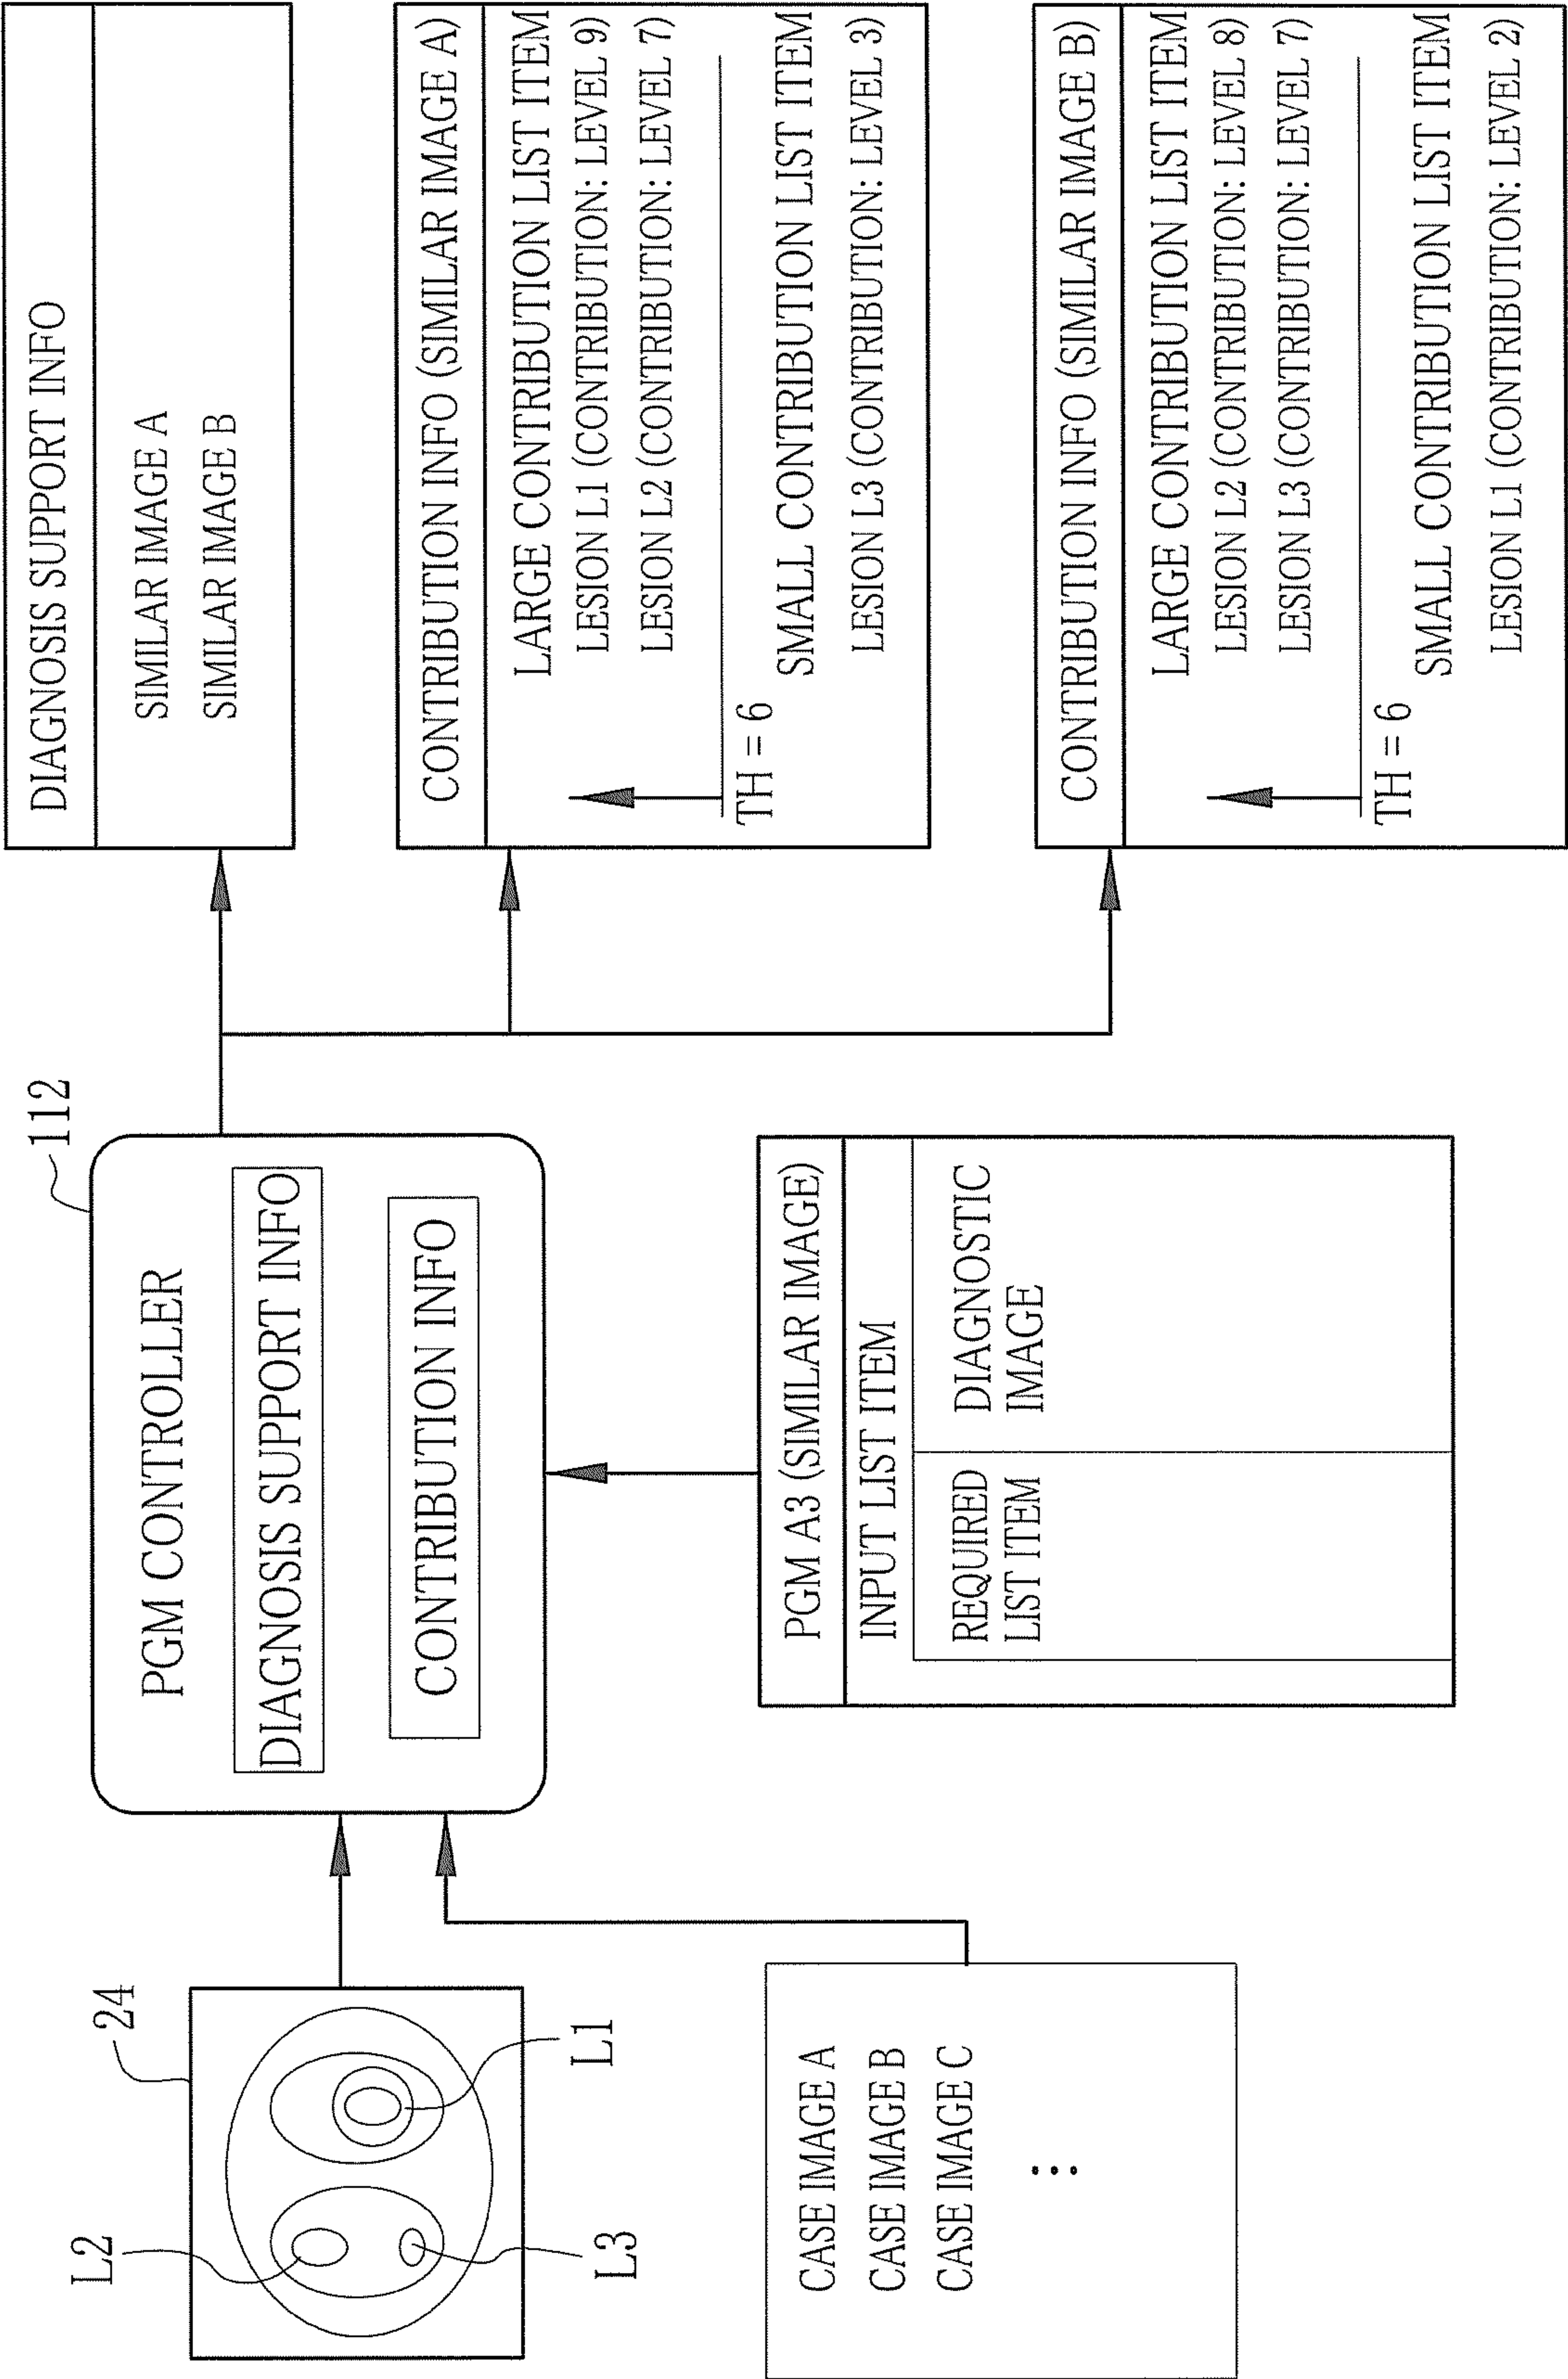 24
L2
L1
L3
CASE IMAGE A
CASE IMAGE B
CASE IMAGE C
112
PGM CONTROLLER
DIAGNOSIS SUPPORT INFO
CONTRIBUTION INFO
PGM A3 (SIMILAR IMAGE)
INPUT LIST ITEM
REQUIRED
LIST ITEM
DIAGNOSTIC
IMAGE
DIAGNOSIS SUPPORT INFO
SIMILAR IMAGE A
SIMILAR IMAGE B
CONTRIBUTION INFO (SIMILAR IMAGE A)
LARGE CONTRIBUTION LIST ITEM
LESION L1 (CONTRIBUTION: LEVEL 9)
LESION L2 (CONTRIBUTION: LEVEL 7)
TH = 6
SMALL CONTRIBUTION LIST ITEM
LESION L3 (CONTRIBUTION: LEVEL 3)
CONTRIBUTION INFO (SIMILAR IMAGE B)
LARGE CONTRIBUTION LIST ITEM
LESION L2 (CONTRIBUTION: LEVEL 8)
LESION L3 (CONTRIBUTION: LEVEL 7)
TH = 6
SMALL CONTRIBUTION LIST ITEM
LESION L1 (CONTRIBUTION: LEVEL 2)